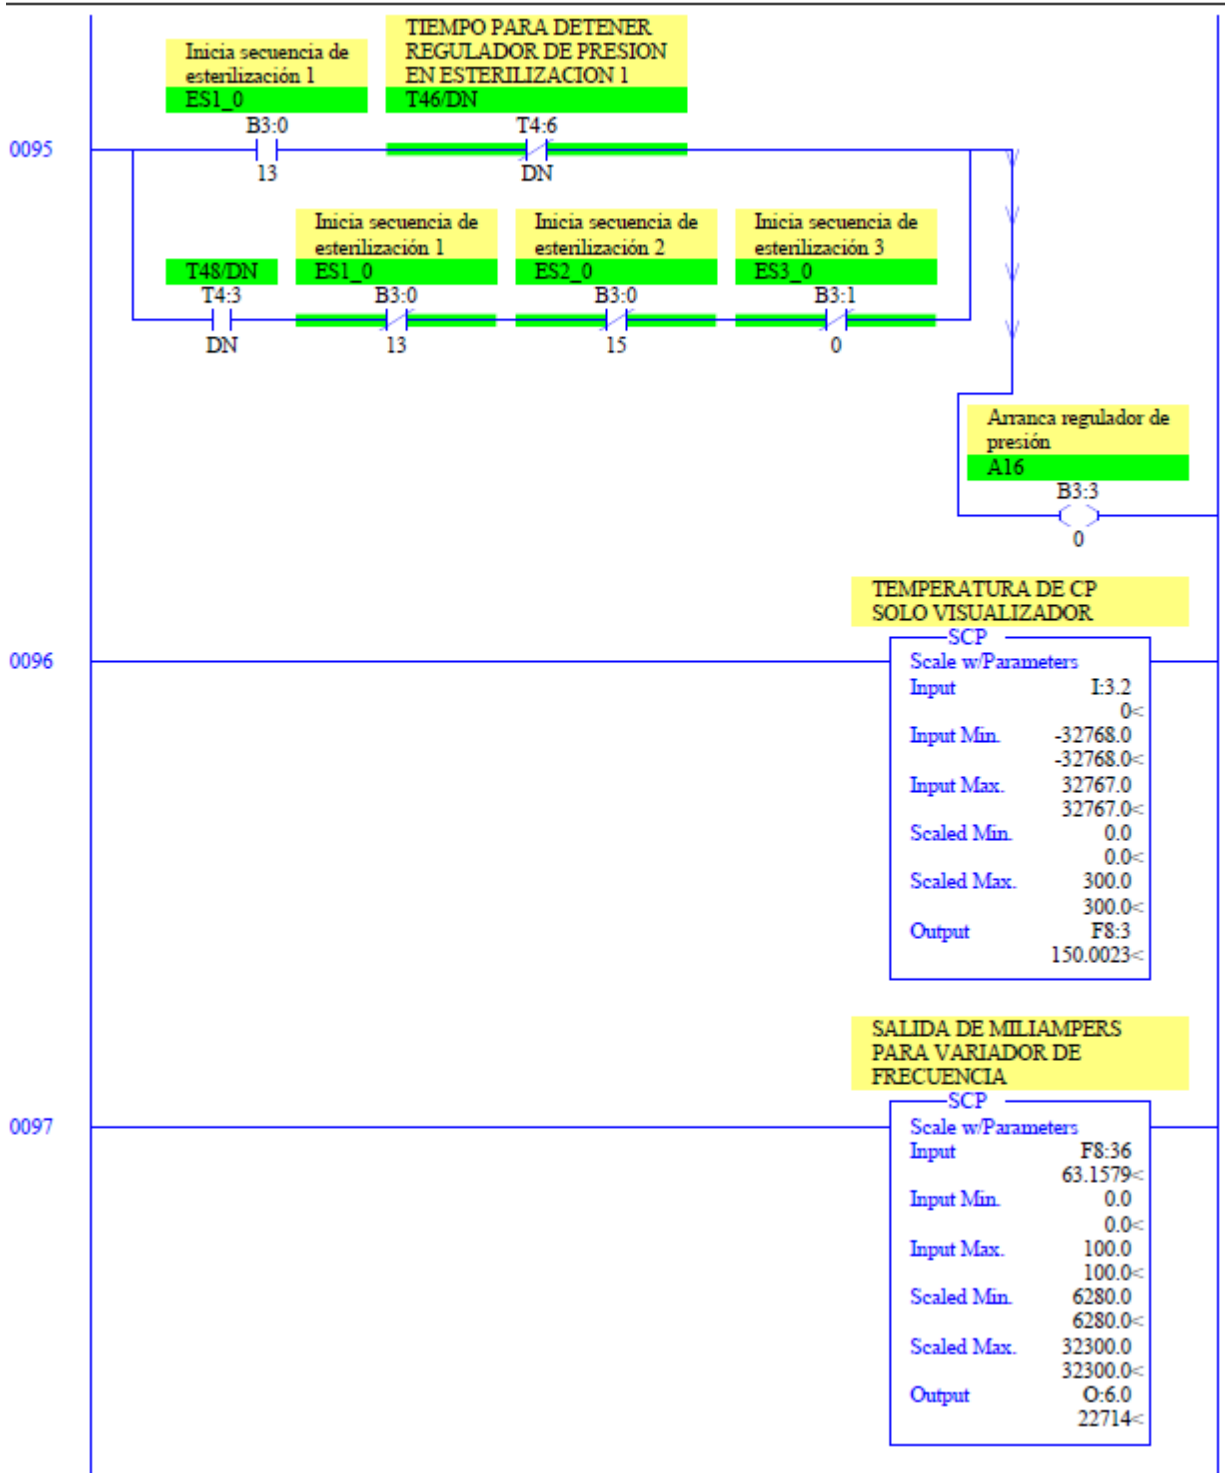 TIEMPO PARA DETENER
REGULADOR DE PRESION
EN ESTERILIZACION 1
Inicia secuencia de
esterilización 1
ES1_0
T46/DN
B3:0
T4:6
0095
13
DN
Inicia secuencia de
esterilización 1
Inicia secuencia de
esterilización 2
Inicia secuencia de
esterilización 3
T48/DN
ES1_0
ES2_0
ES3_0
T4:3
B3:0
B3:0
B3:1
DN
13
15
0
Arranca regulador de
presión
A16
B3:3
0
TEMPERATURA DE CP
SOLO VISUALIZADOR
0096
SCP
Scale w/Parameters
Input I:3.2
0<
Input Min. -32768.0
-32768.0<
Input Max. 32767.0
32767.0<
Scaled Min. 0.0
0.0<
Scaled Max. 300.0
300.0<
Output F8:3
150.0023<
SALIDA DE MILIAMPERS
PARA VARIADOR DE
FRECUENCIA
0097
SCP
Scale w/Parameters
Input F8:36
63.1579<
Input Min. 0.0
0.0<
Input Max. 100.0
100.0<
Scaled Min. 6280.0
6280.0<
Scaled Max. 32300.0
32300.0<
Output O:6.0
22714<